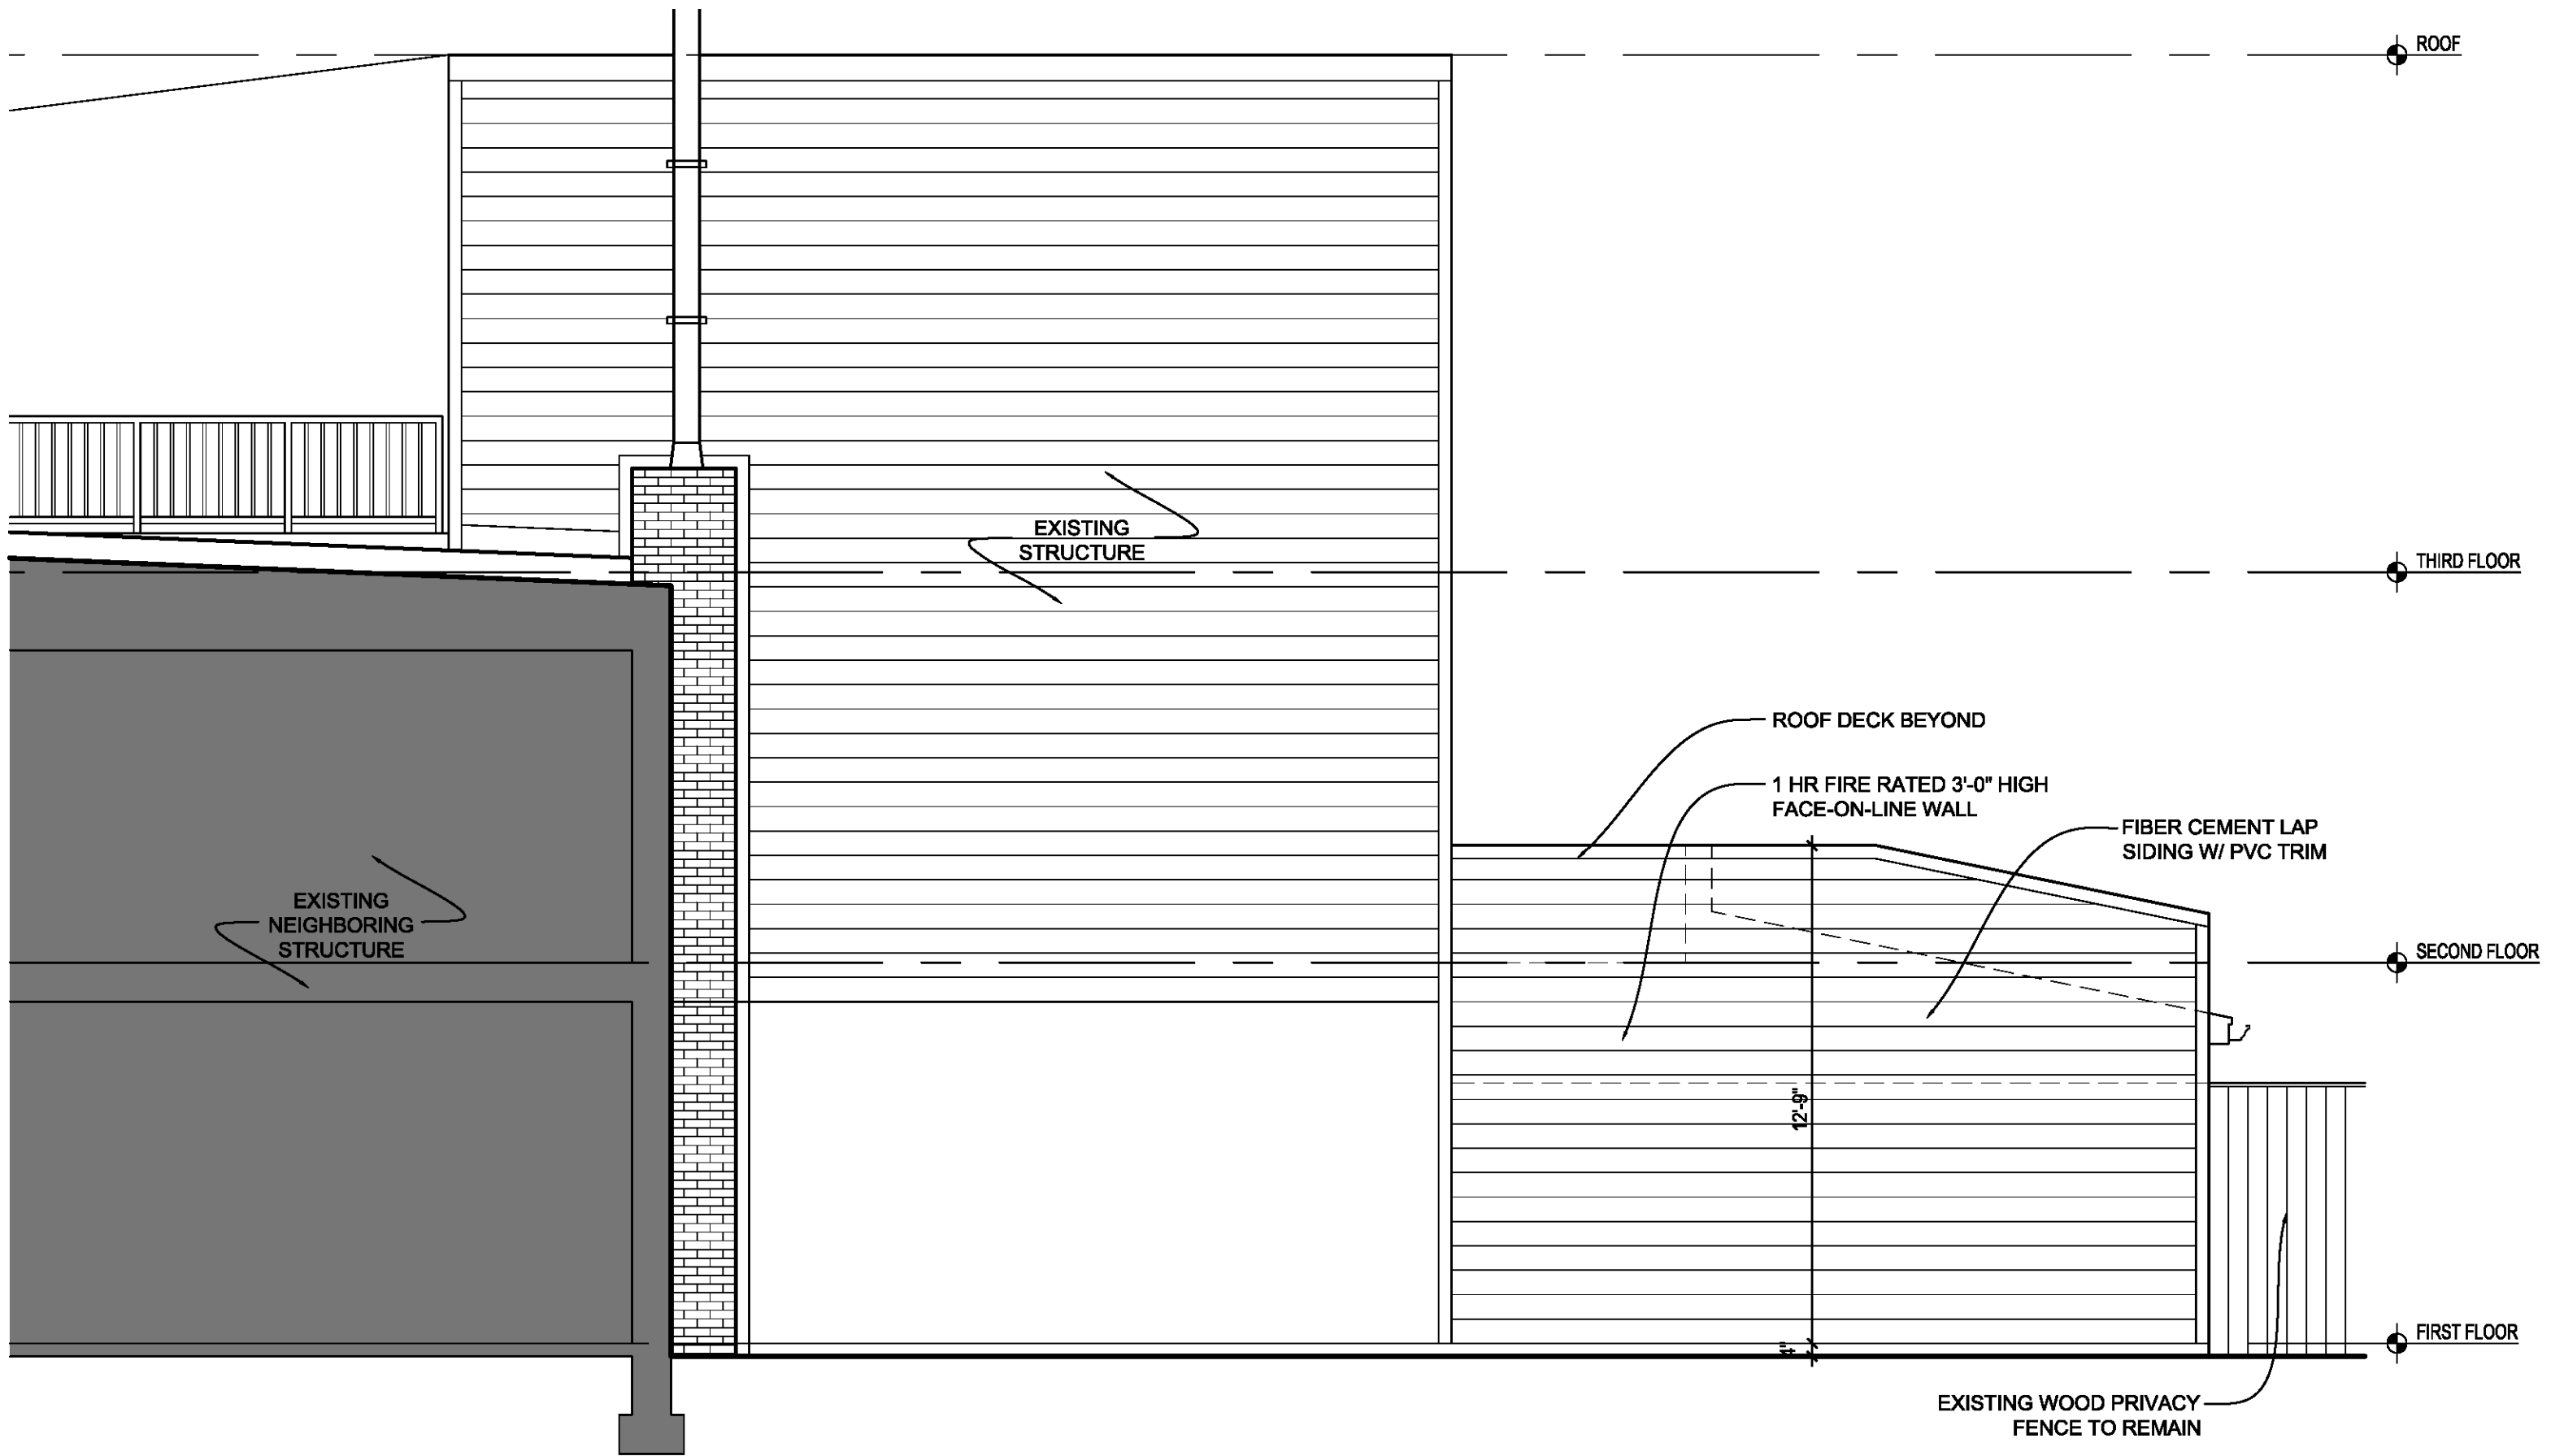 ROOF
EXISTING
STRUCTURE
THIRD FLOOR
ROOF DECK BEYOND
1 HR FIRE RATED 3'-0" HIGH
FACE-ON-LINE WALL
FIBER CEMENT LAP
SIDING W/ PVC TRIM
EXISTING
NEIGHBORING
STRUCTURE
SECOND FLOOR
12'-9"
FIRST FLOOR
4"
EXISTING WOOD PRIVACY
FENCE TO REMAIN